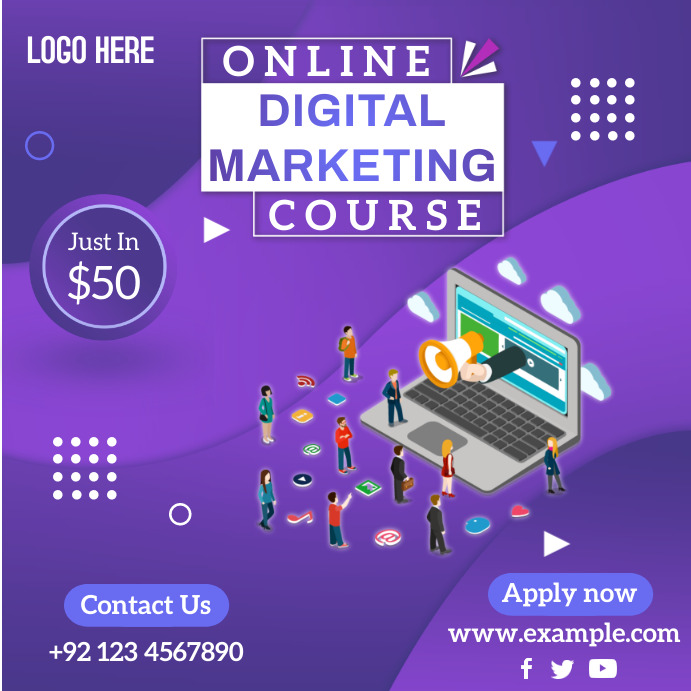 LOGO HERE
ONLINE
DIGITAL
MARKETING
COURSE
Just In
$50
Contact Us
+92 123 4567890
Apply now
www.example.com